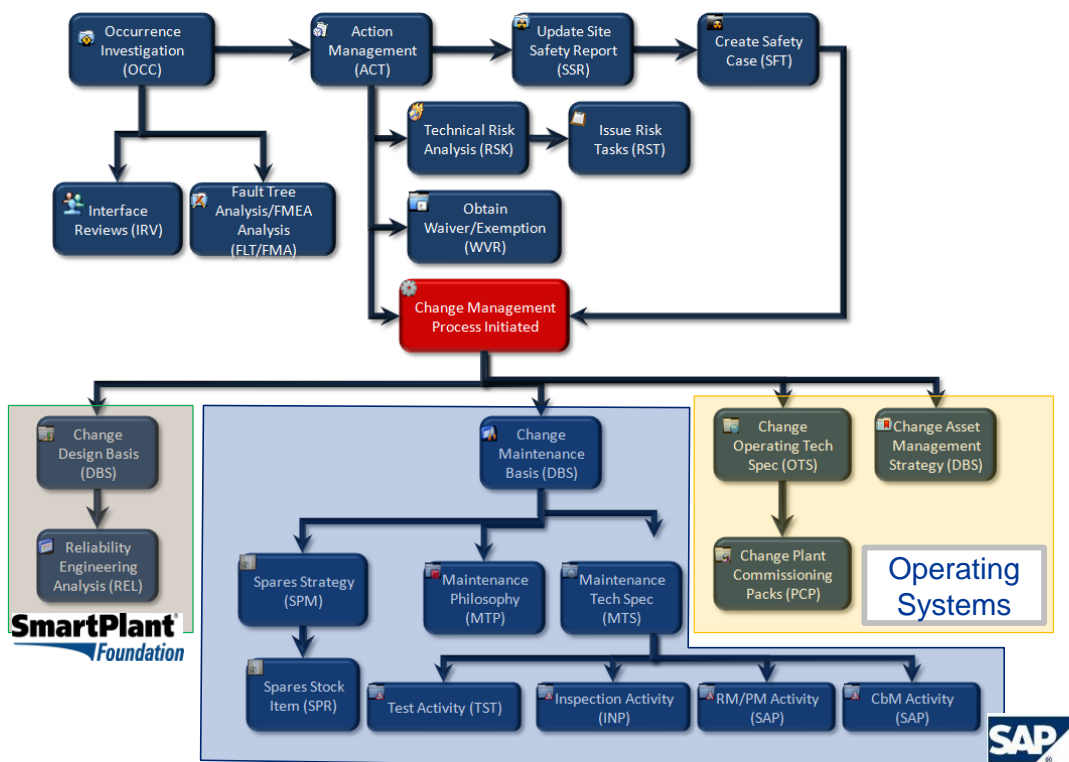 Occurrence
Investigation
(OCC)
Action
Management
(ACT)
Update Site
Safety Report
(SSR)
Create Safety
Case (SFT)
Technical Risk
Analysis (RSK)
Issue Risk
Tasks (RST)
Interface
Reviews (IRV)
Fault Tree
Analysis/FMEA
Analysis
(FLT/FMA)
Obtain
Waiver/Exemption
(WVR)
Change Management
Process Initiated
Change
Design Basis
(DBS)
Change
Maintenance
Basis (DBS)
Change
Operating Tech
Spec (OTS)
Change Asset
Management
Strategy (DBS)
Reliability
Engineering
Analysis (REL)
Spares Strategy
(SPM)
Maintenance
Philosophy
(MTP)
Maintenance
Tech Spec
(MTS)
Change Plant
Commissioning
Packs (PCP)
Operating
Systems
SmartPlant®
Foundation
Spares Stock
Item (SPR)
Test Activity (TST)
Inspection Activity
(INP)
RM/PM Activity
(SAP)
CbM Activity
(SAP)
SAP®